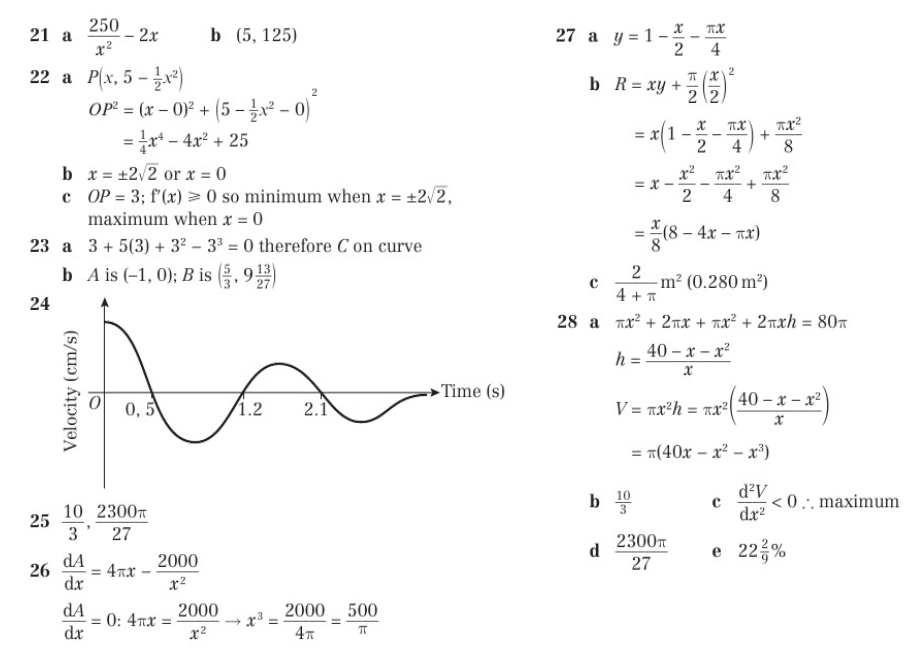 21 a 250/x² − 2x b (5, 125)
22 a P(x, 5 − ½x²)
OP² = (x − 0)² + (5 − ½x² − 0)²
= ¼x⁴ − 4x² + 25
b x = ±2√2 or x = 0
c OP = 3; f″(x) ⩾ 0 so minimum when x = ±2√2,
maximum when x = 0
23 a 3 + 5(3) + 3² − 3³ = 0 therefore C on curve
b A is (−1, 0); B is (5/3, 9 13/27)
24
Velocity (cm/s)
O
0, 5
1.2
2.1
Time (s)
25 10/3, 2300π/27
26 dA/dx = 4πx − 2000/x²
dA/dx = 0: 4πx = 2000/x² → x³ = 2000/4π = 500/π
27 a y = 1 − x/2 − πx/4
b R = xy + π/2(x/2)²
= x(1 − x/2 − πx/4) + πx²/8
= x − x²/2 − πx²/4 + πx²/8
= x/8(8 − 4x − πx)
c 2/(4 + π) m² (0.280 m²)
28 a πx² + 2πx + πx² + 2πxh = 80π
h = (40 − x − x²)/x
V = πx²h = πx²((40 − x − x²)/x)
= π(40x − x² − x³)
b 10/3 c d²V/dx² < 0 ∴ maximum
d 2300π/27 e 22 2/9%